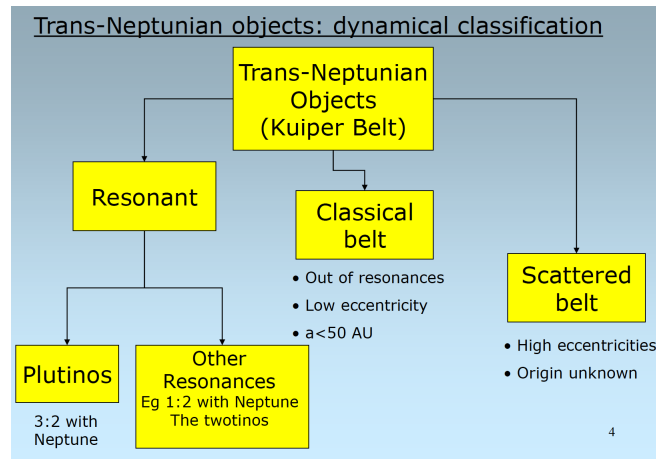 Trans-Neptunian objects: dynamical classification
Trans-Neptunian
Objects
(Kuiper Belt)
Resonant
Classical
belt
• Out of resonances
• Low eccentricity
• a<50 AU
Scattered
belt
• High eccentricities
• Origin unknown
Plutinos
3:2 with
Neptune
Other
Resonances
Eg 1:2 with Neptune
The twotinos
4